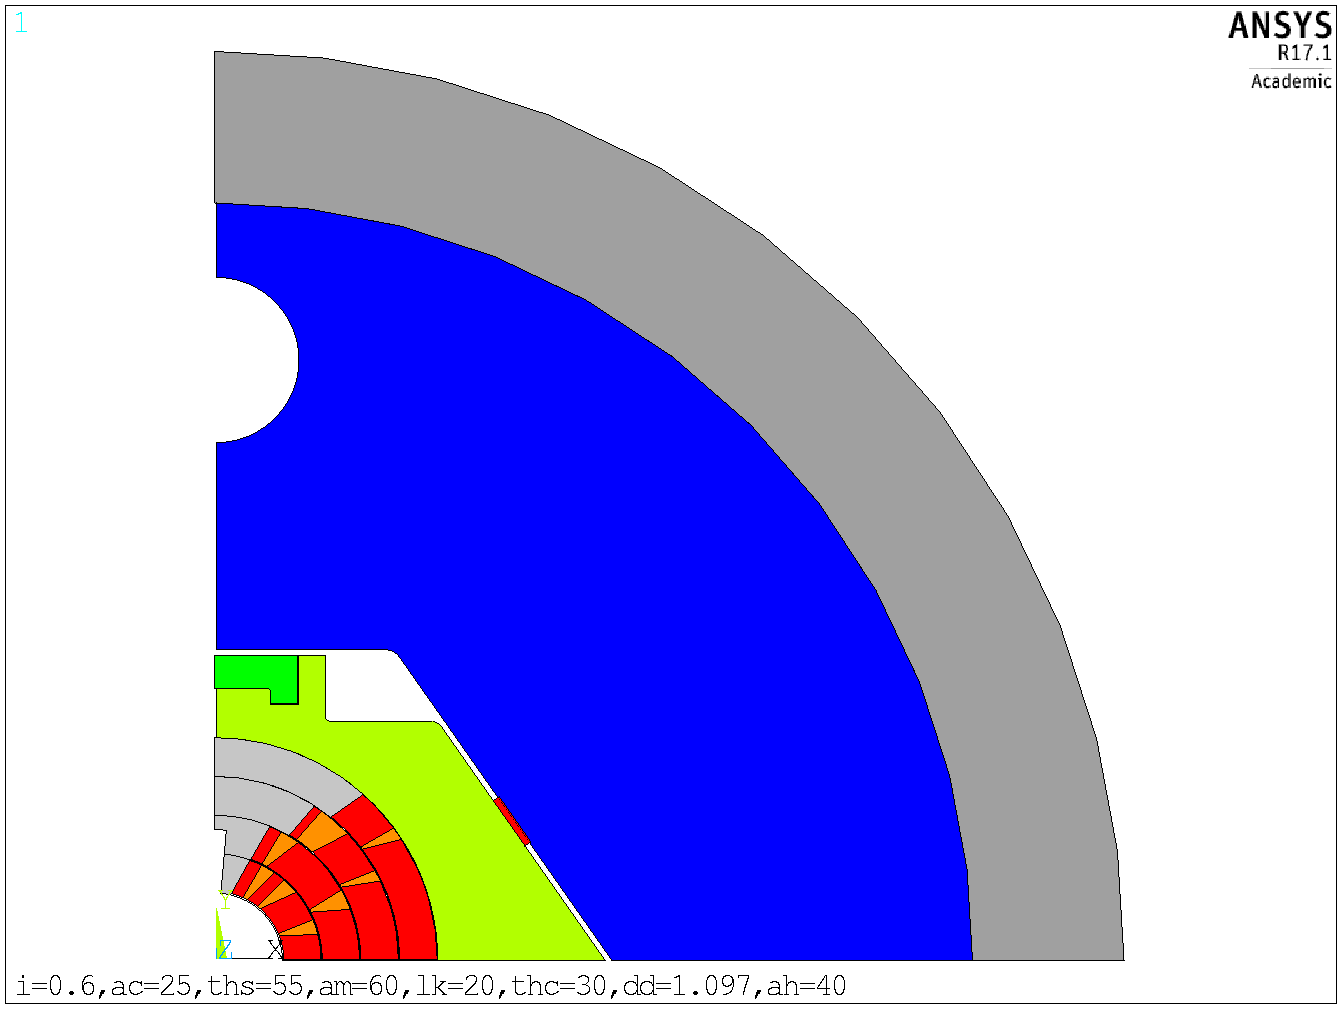 1
ANSYS
R17.1
Academic
Y
Z X
i=0.6,ac=25,ths=55,am=60,lk=20,thc=30,dd=1.097,ah=40